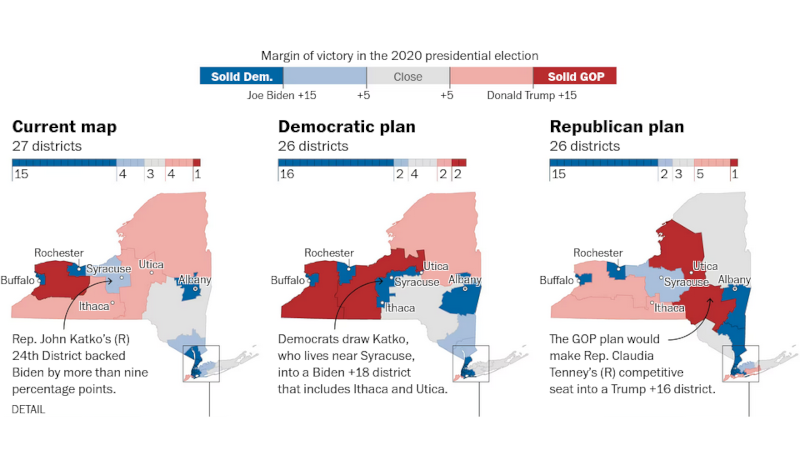 Margin of victory in the 2020 presidential election
Solid Dem. Close Solid GOP
Joe Biden +15 +5 +5 Donald Trump +15
Current map
27 districts
15 4 3 4 1
Rochester
Syracuse
Utica
Buffalo
Albany
Ithaca
Rep. John Katko's (R)
24th District backed
Biden by more than nine
percentage points.
DETAIL
Democratic plan
26 districts
16 2 4 2 2
Rochester
Utica
Buffalo
Syracuse
Albany
Ithaca
Democrats draw Katko,
who lives near Syracuse,
into a Biden +18 district
that includes Ithaca and Utica.
Republican plan
26 districts
15 2 3 5 1
Rochester
Utica
Buffalo
Syracuse
Albany
Ithaca
The GOP plan would
make Rep. Claudia
Tenney's (R) competitive
seat into a Trump +16 district.